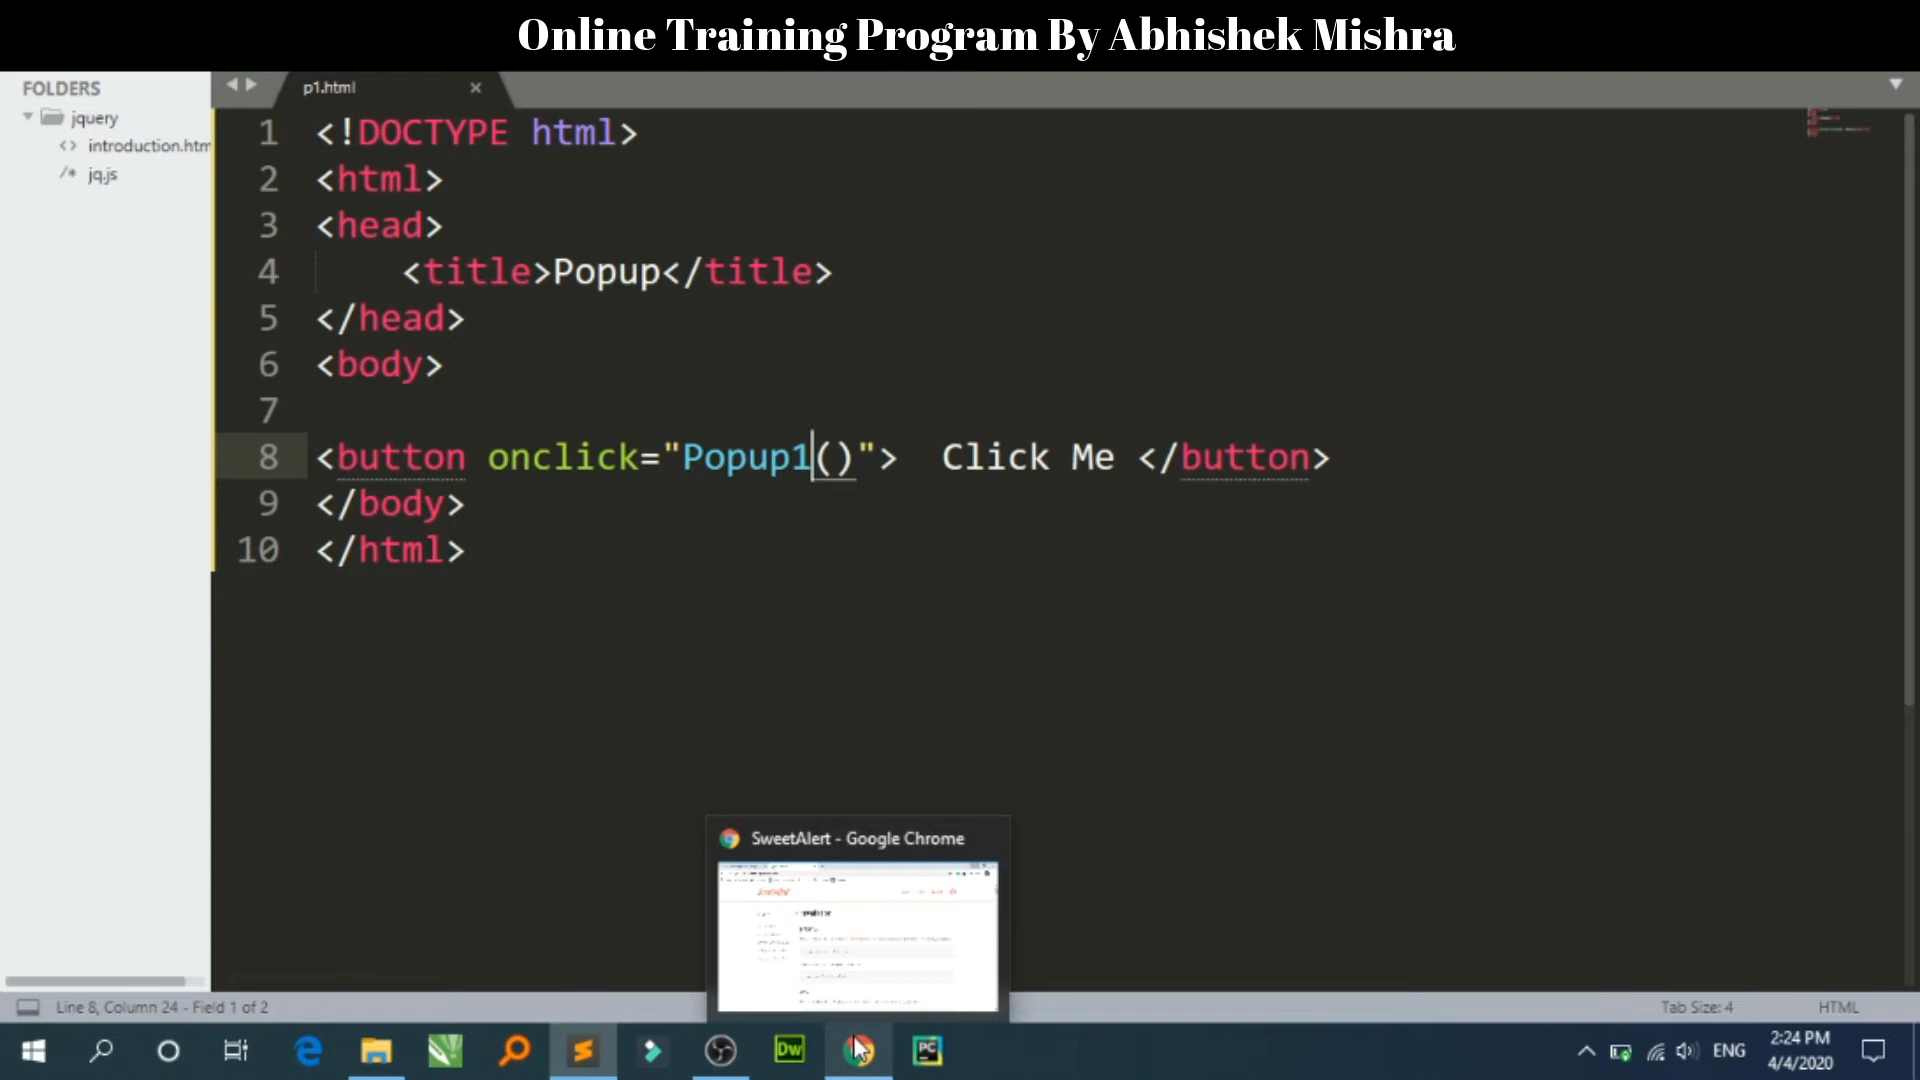 Online Training Program By Abhishek Mishra
FOLDERS
jquery
introduction.htm
jq.js
p1.html
1 <!DOCTYPE html>
2 <html>
3 <head>
4 <title>Popup</title>
5 </head>
6 <body>
7
8 <button onclick="Popup1()"> Click Me </button>
9 </body>
10 </html>
SweetAlert - Google Chrome
Line 8, Column 24 - Field 1 of 2
Tab Size: 4
HTML
Dw
PC
ENG
2:24 PM
4/4/2020